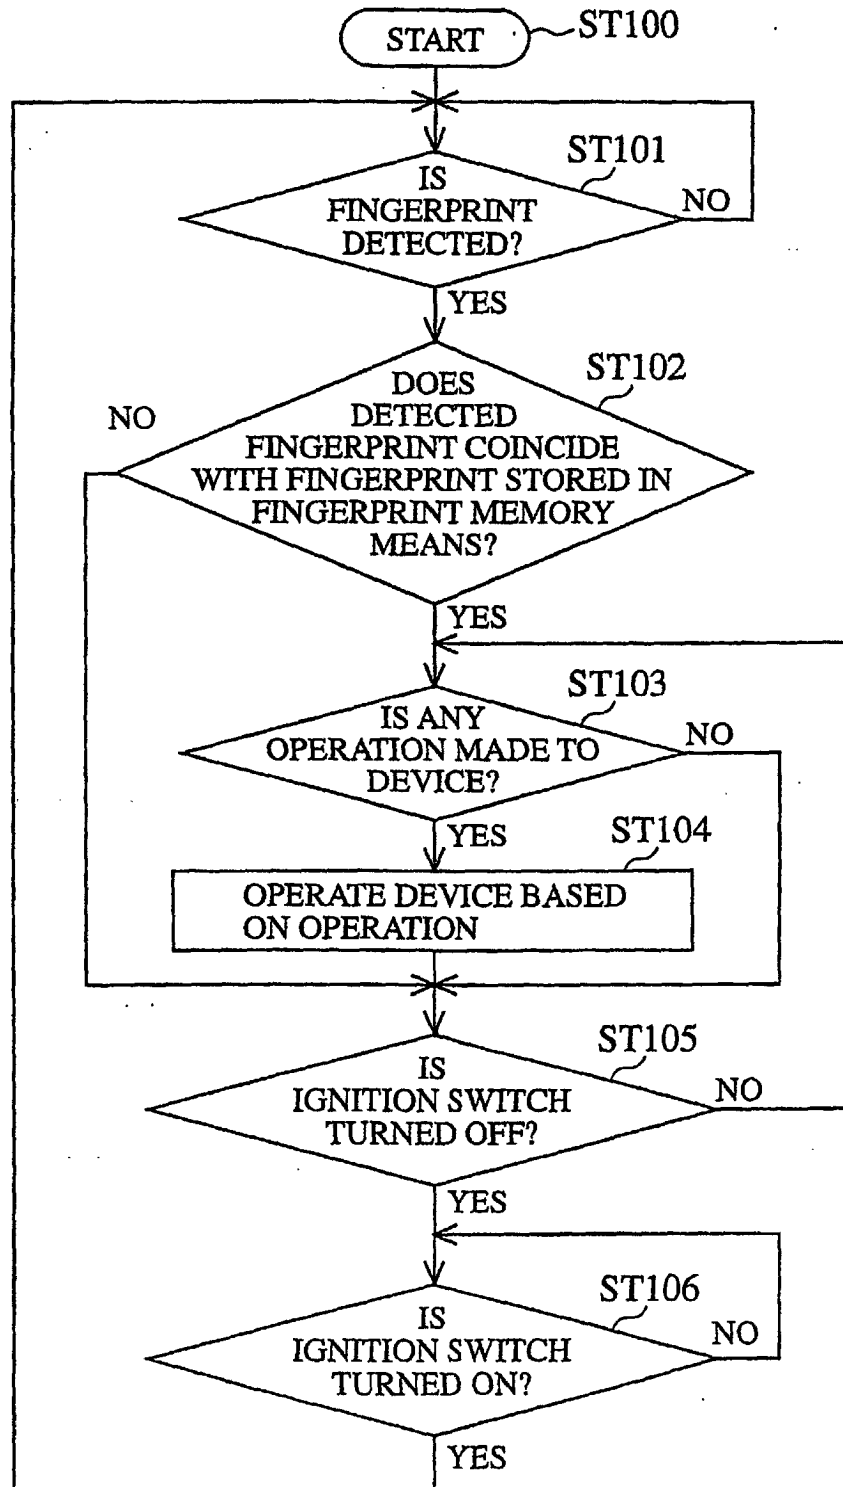 START
ST100
ST101
IS
FINGERPRINT
DETECTED?
NO
YES
ST102
DOES
DETECTED
FINGERPRINT COINCIDE
WITH FINGERPRINT STORED IN
FINGERPRINT MEMORY
MEANS?
NO
YES
ST103
IS ANY
OPERATION MADE TO
DEVICE?
NO
YES
ST104
OPERATE DEVICE BASED
ON OPERATION
ST105
IS
IGNITION SWITCH
TURNED OFF?
NO
YES
ST106
IS
IGNITION SWITCH
TURNED ON?
NO
YES